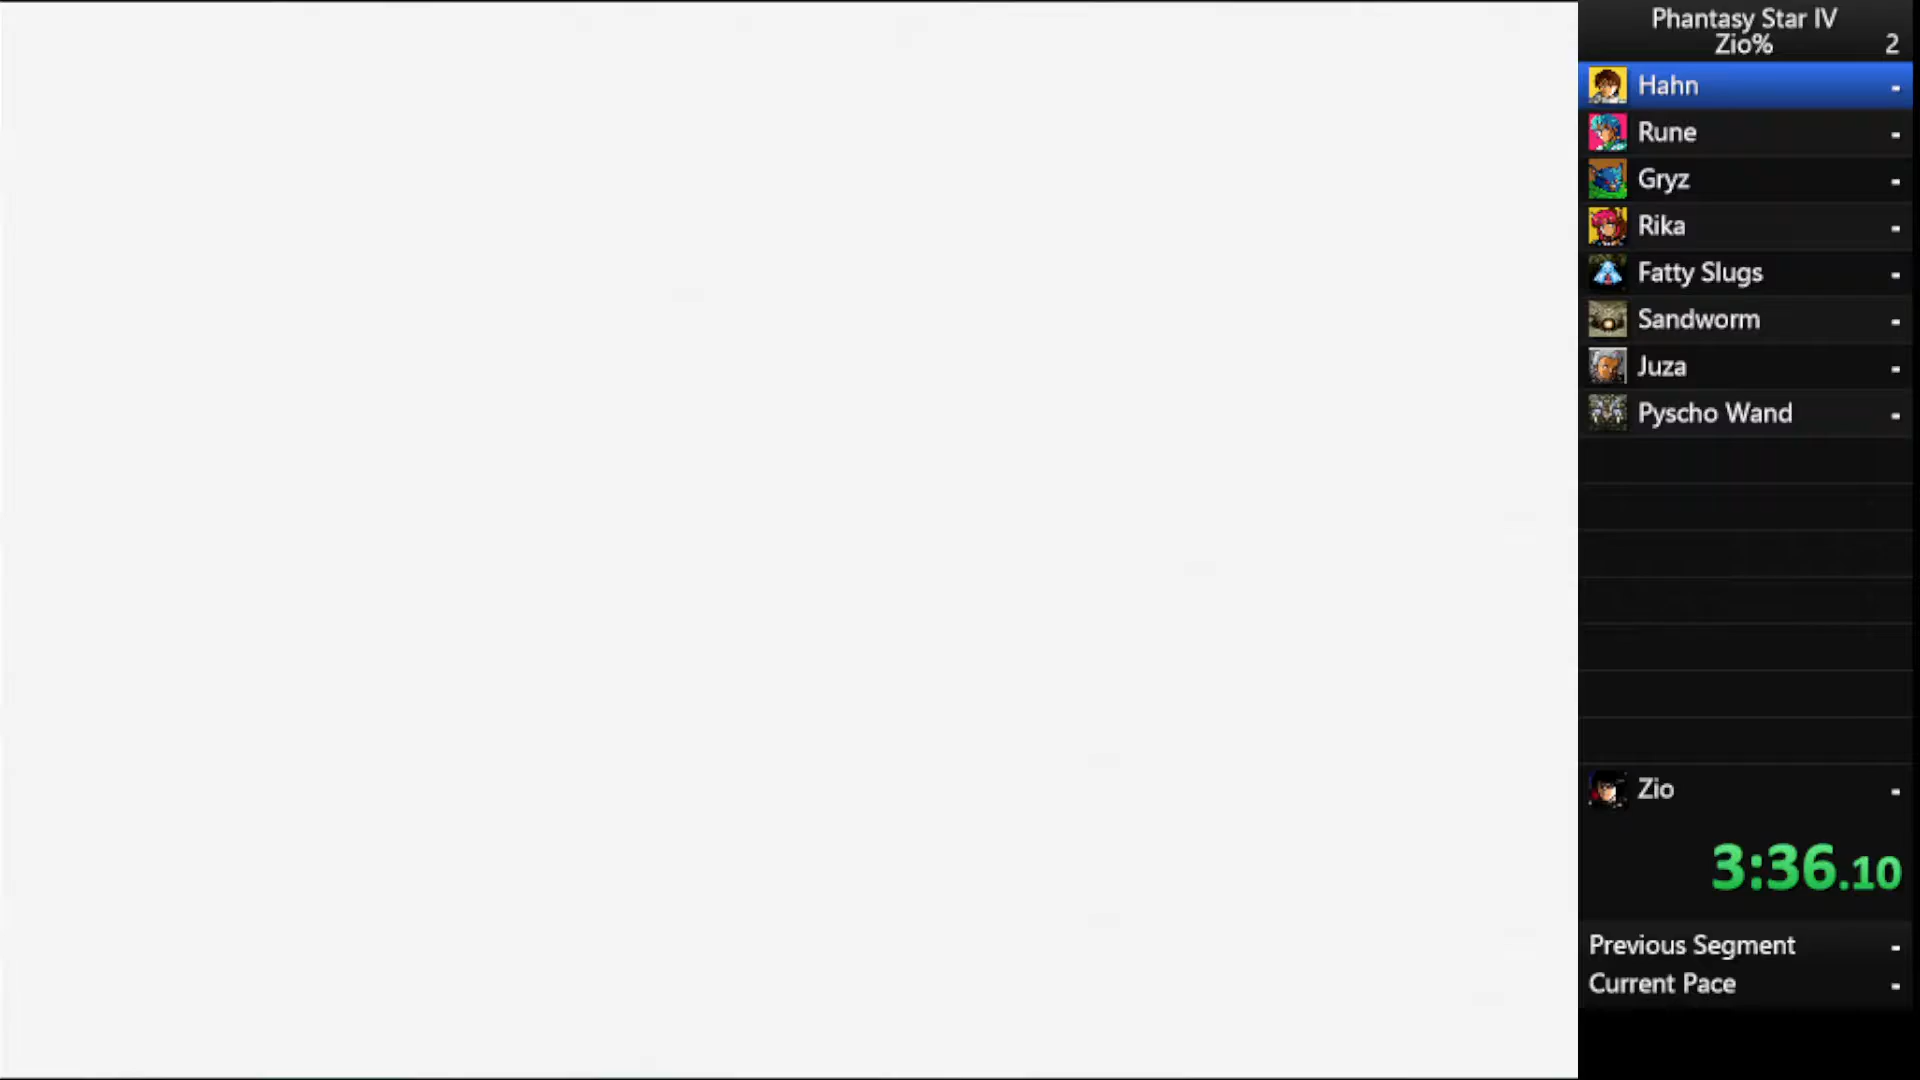 Phantasy Star IV
Zio% 2
Hahn -
Rune -
Gryz -
Rika -
Fatty Slugs -
Sandworm -
Juza -
Pyscho Wand -
Zio -
3:36.10
Previous Segment -
Current Pace -